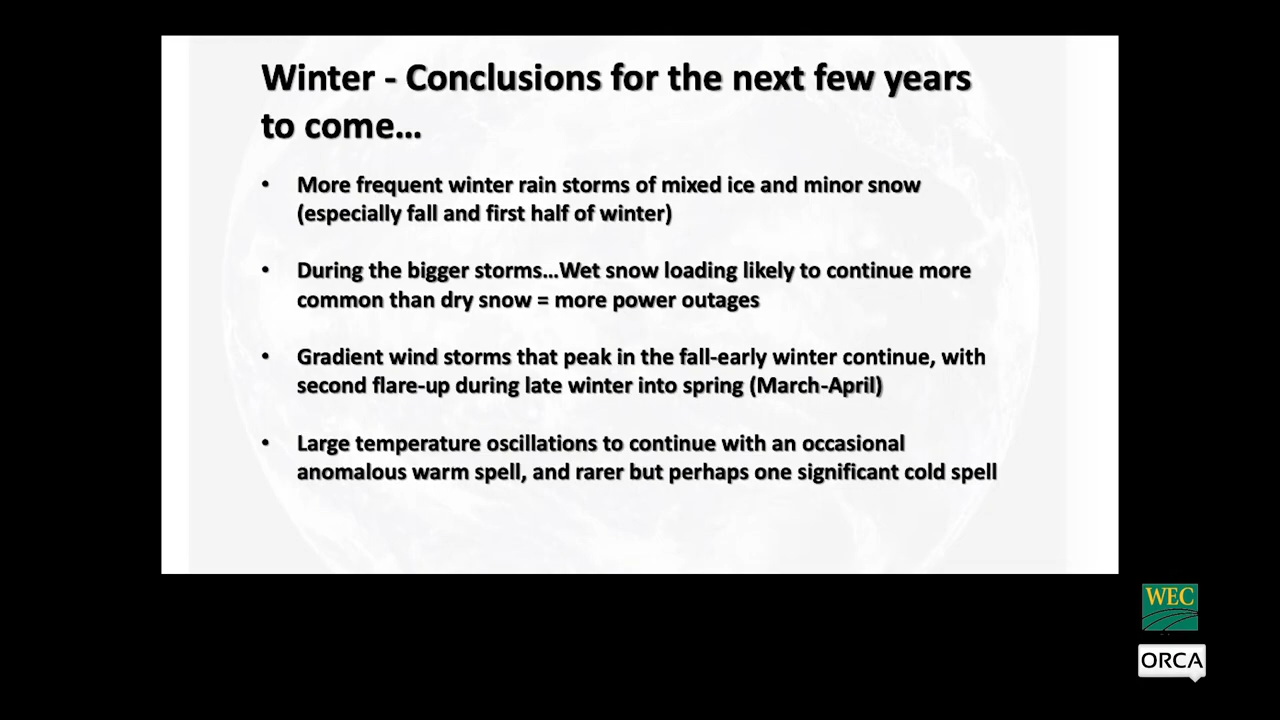 Winter - Conclusions for the next few years
to come...
• More frequent winter rain storms of mixed ice and minor snow
(especially fall and first half of winter)
• During the bigger storms...Wet snow loading likely to continue more
common than dry snow = more power outages
• Gradient wind storms that peak in the fall-early winter continue, with
second flare-up during late winter into spring (March-April)
• Large temperature oscillations to continue with an occasional
anomalous warm spell, and rarer but perhaps one significant cold spell
WEC
ORCA